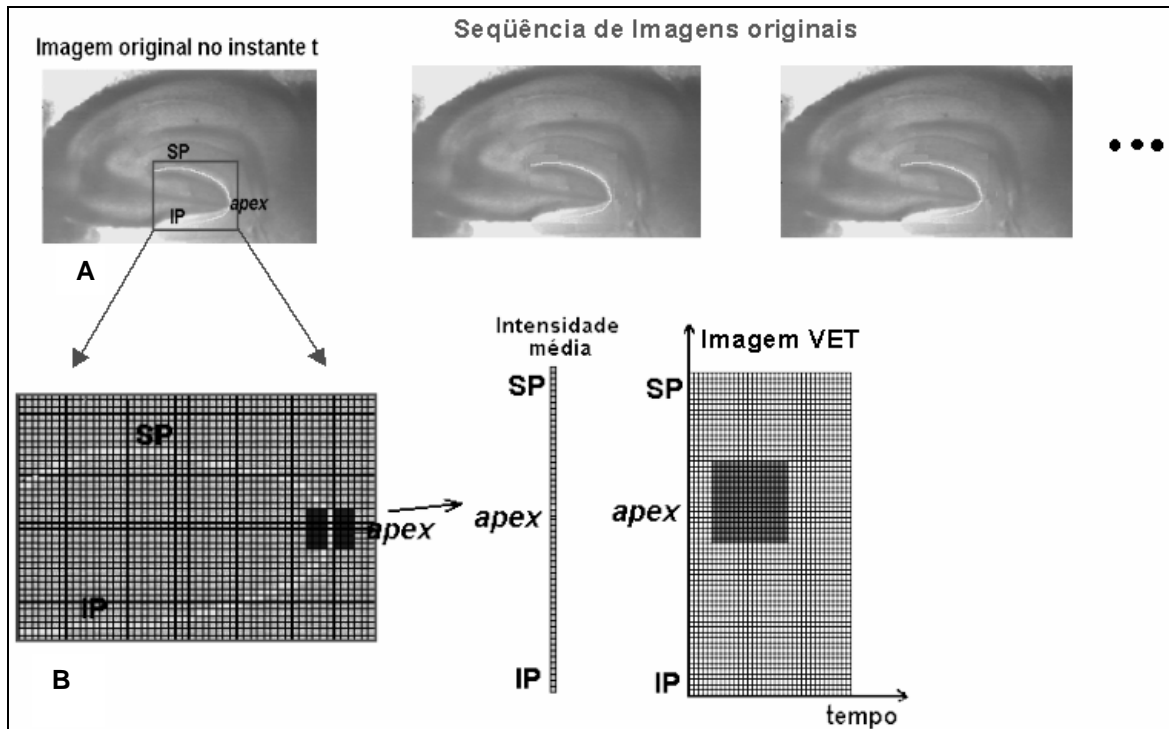 Seqüência de Imagens originais
Imagem original no instante t
SP
apex
IP
A
Intensidade
média
Imagem VET
SP
SP
SP
apex
apex
apex
IP
IP
IP
B
tempo